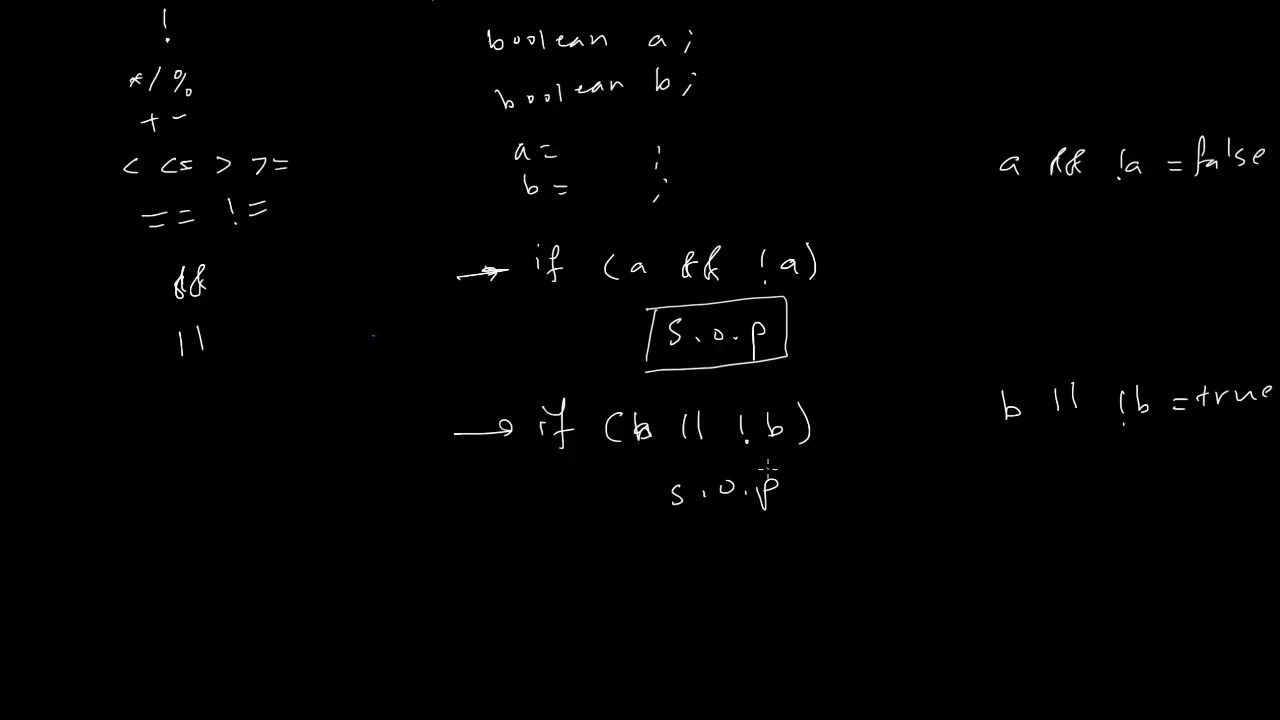 !
* / %
+ -
< <= > >=
== !=
&&
||
boolean a;
boolean b;
a = ;
b = ;
→ if (a && !a)
S.o.p
→ if (b || !b)
s.o.p
a && !a = false
b || !b = true